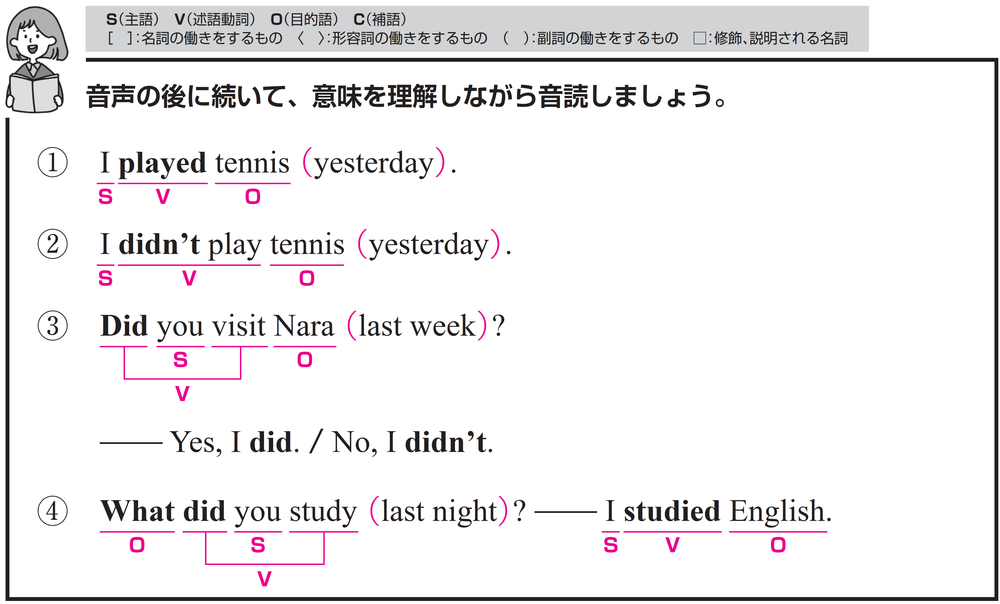 S（主語）　V（述語動詞）　O（目的語）　C（補語）
［　］：名詞の働きをするもの　〈　〉：形容詞の働きをするもの　（　）：副詞の働きをするもの　□：修飾、説明される名詞
音声の後に続いて、意味を理解しながら音読しましょう。
① I played tennis (yesterday).
S V O
② I didn't play tennis (yesterday).
S V O
③ Did you visit Nara (last week)?
S O
V
—— Yes, I did. / No, I didn't.
④ What did you study (last night)? —— I studied English.
O S S V O
V